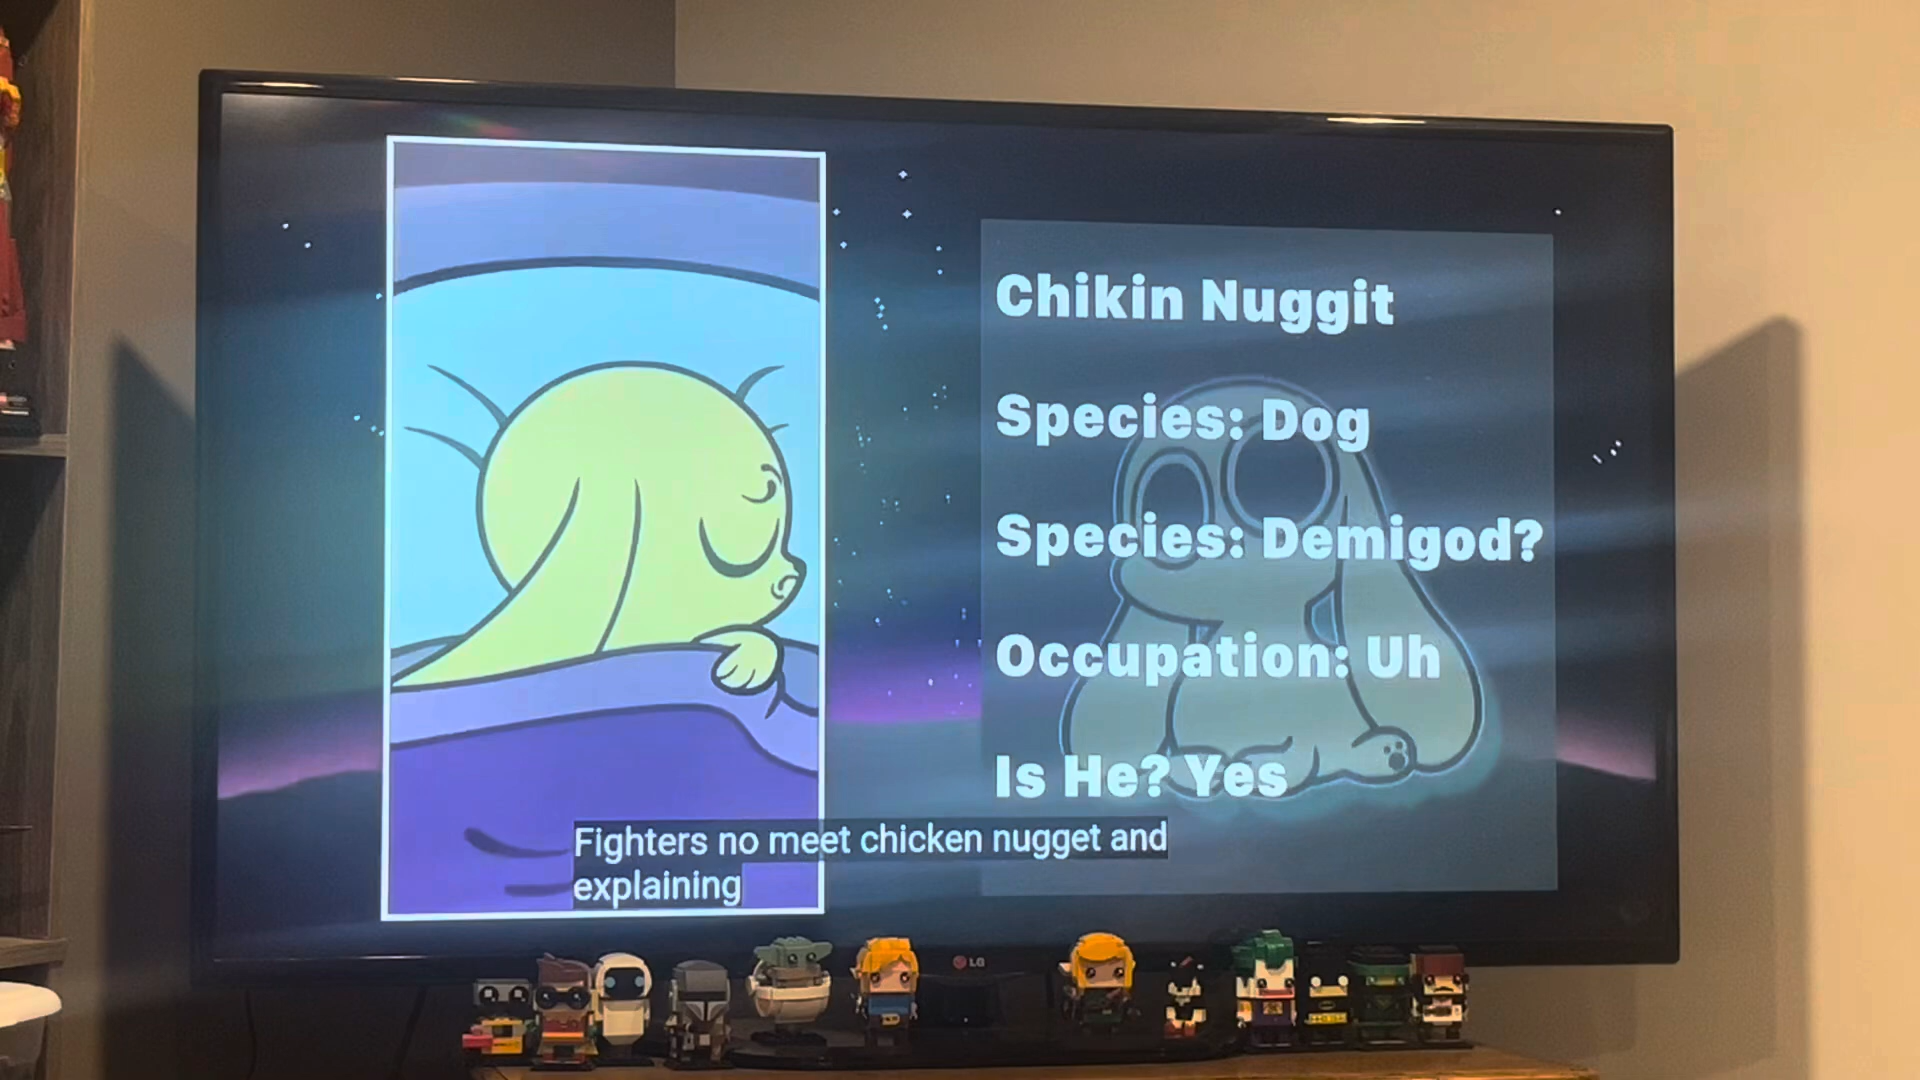 Chikin Nuggit
Species: Dog
Species: Demigod?
Occupation: Uh
Is He? Yes
Fighters no meet chicken nugget and
explaining
LG